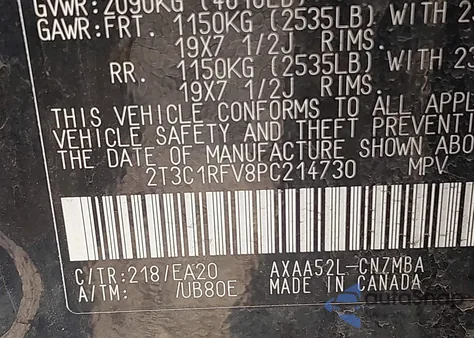 GVWR: 2090KG (4610LB)
GAWR:FRT. 1150KG (2535LB) WITH 2
19X7 1/2J RIMS.
RR. 1150KG (2535LB) WITH 23
19X7 1/2J RIMS.
THIS VEHICLE CONFORMS TO ALL APPL
VEHICLE SAFETY AND THEFT PREVENTI
THE DATE OF MANUFACTURE SHOWN ABO
2T3C1RFV8PC214730 MPV
C/TR:218/EA20 AXAA52L-CNZMBA
A/TM: /UB80E MADE IN CANADA